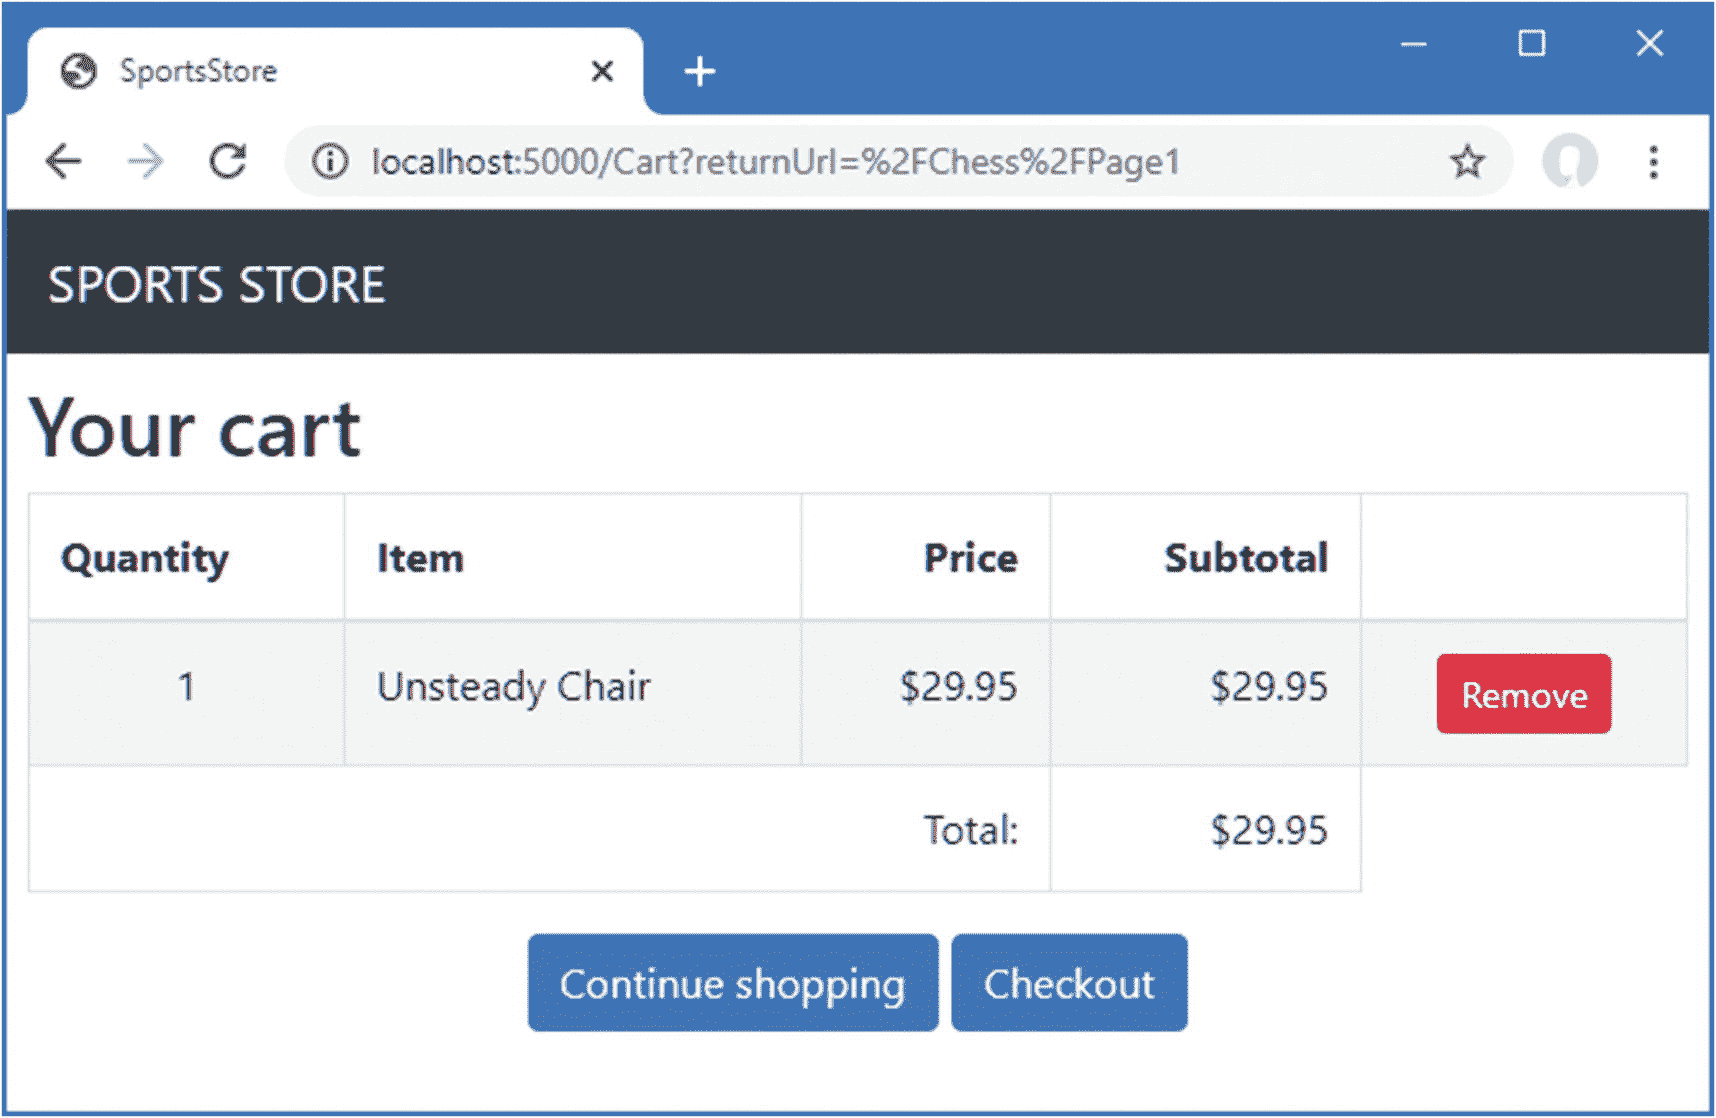 SportsStore
localhost:5000/Cart?returnUrl=%2FChess%2FPage1
SPORTS STORE
Your cart
Quantity Item Price Subtotal
1 Unsteady Chair $29.95 $29.95 Remove
Total: $29.95
Continue shopping Checkout